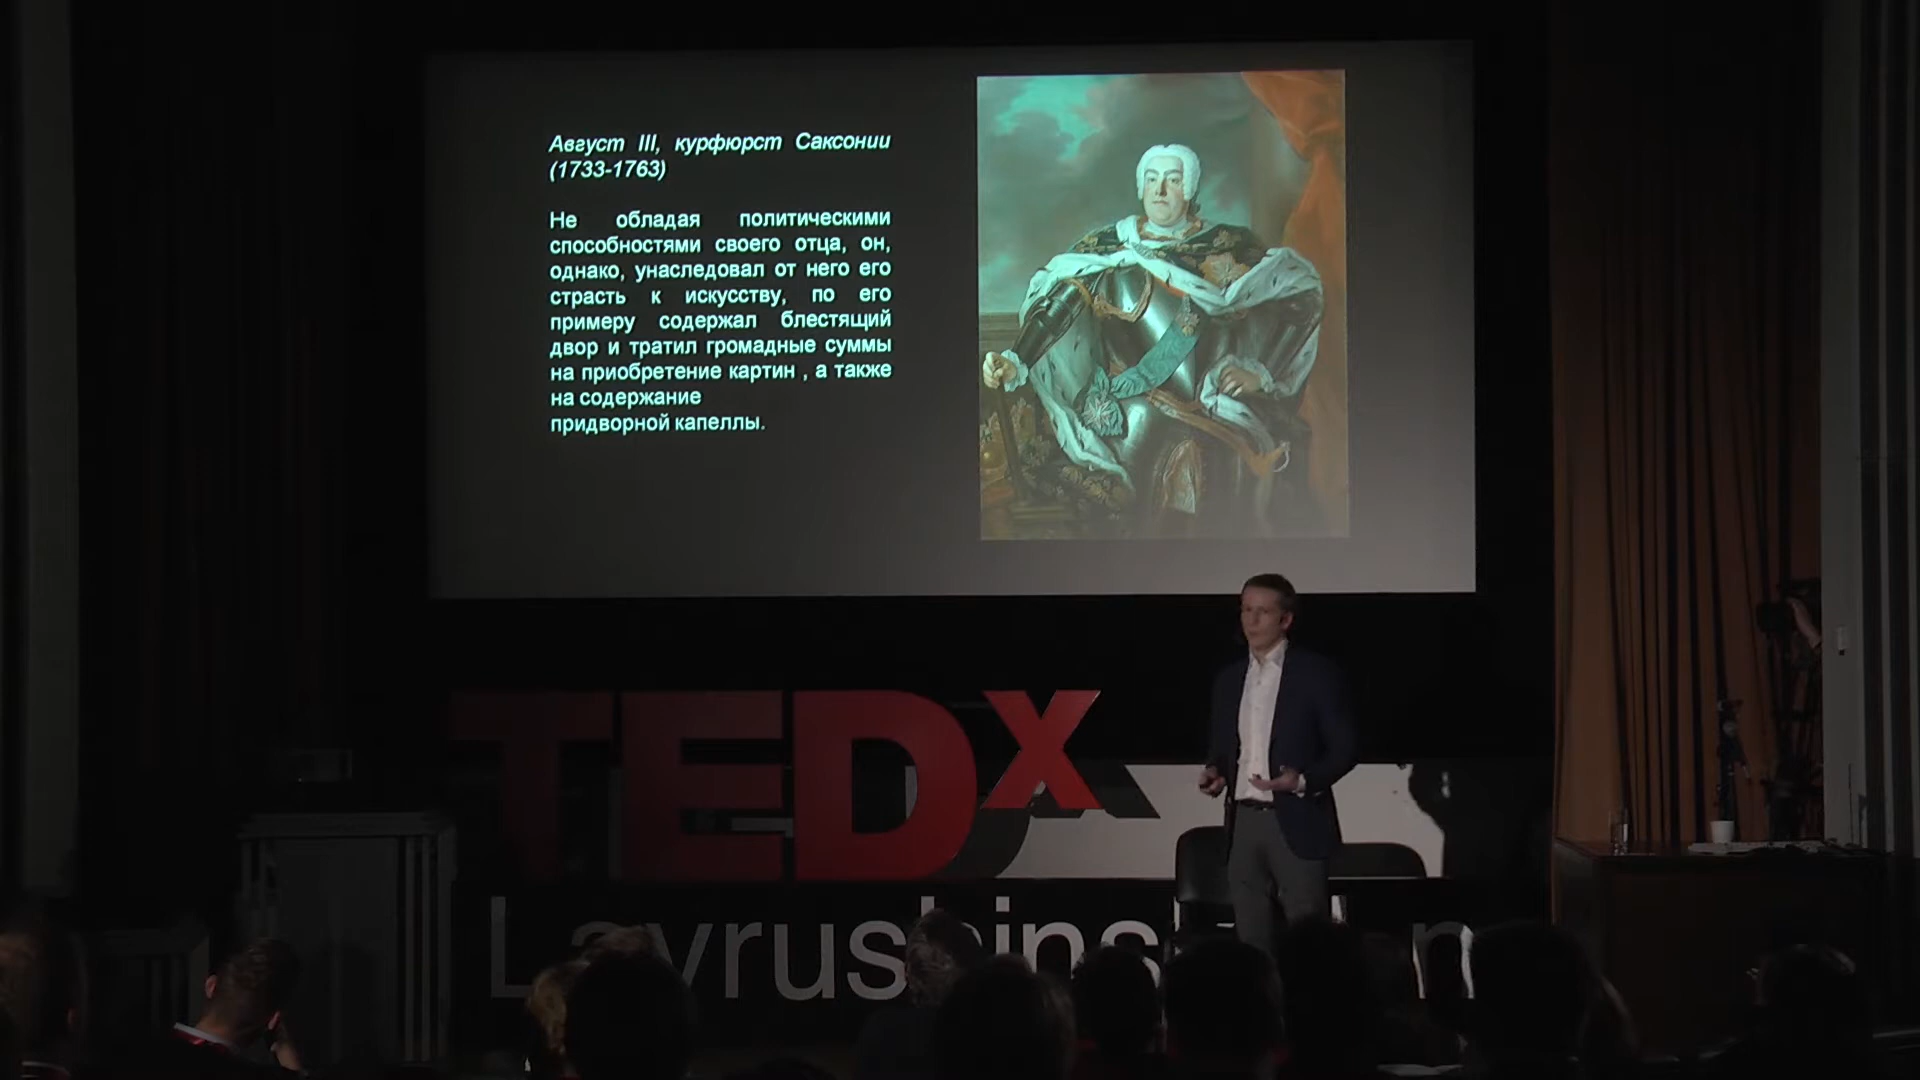 Август III, курфюрст Саксонии
(1733-1763)
Не обладая политическими
способностями своего отца, он,
однако, унаследовал от него его
страсть к искусству, по его
примеру содержал блестящий
двор и тратил громадные суммы
на приобретение картин , а также
на содержание
придворной капеллы.
TEDx